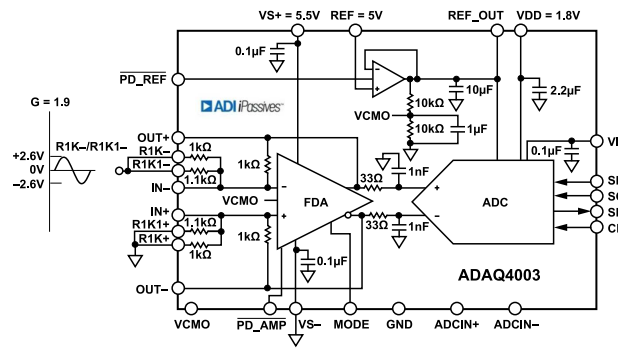 VS+ = 5.5V
REF = 5V
REF_OUT
VDD = 1.8V
0.1µF
PD_REF
10µF
2.2µF
ADI iPassives™
G = 1.9
10kΩ
VCMO
10kΩ
1µF
R1K–/R1K1–
+2.6V
0V
–2.6V
OUT+
R1K–
1kΩ
R1K1–
1.1kΩ
IN–
1kΩ
0.1µF
1nF
33Ω
FDA
VCMO
ADC
IN+
1.1kΩ
R1K1+
R1K+
1kΩ
1kΩ
33Ω
1nF
0.1µF
OUT–
ADAQ4003
VCMO
PD_AMP
VS–
MODE
GND
ADCIN+
ADCIN–